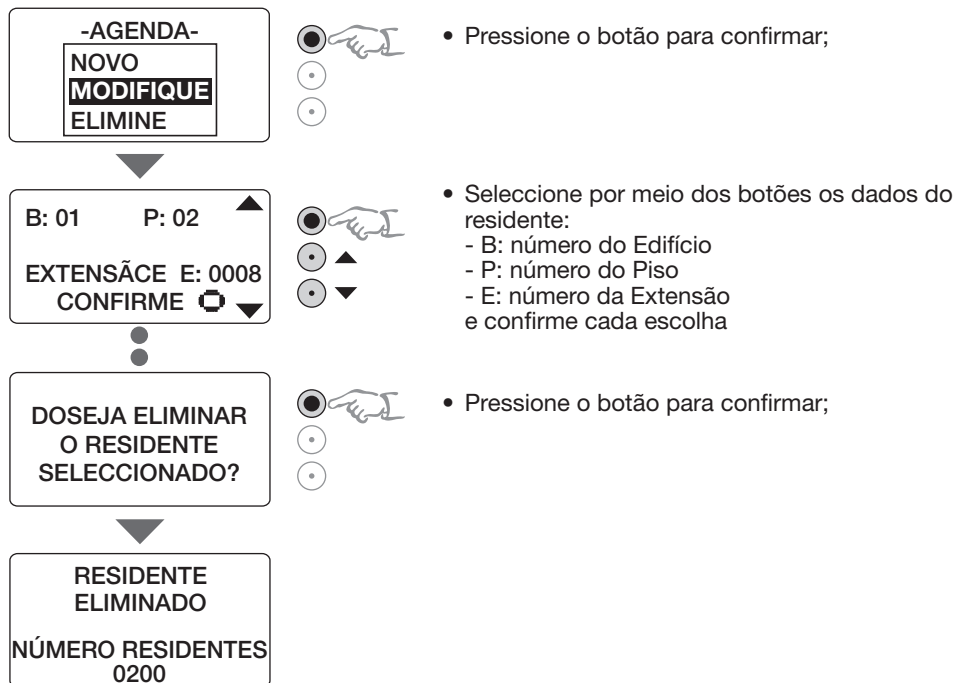 -AGENDA-
NOVO
MODIFIQUE
ELIMINE
• Pressione o botão para confirmar;
B: 01 P: 02
EXTENSÃCE E: 0008
CONFIRME
• Seleccione por meio dos botões os dados do
residente:
- B: número do Edifício
- P: número do Piso
- E: número da Extensão
e confirme cada escolha
DOSEJA ELIMINAR
O RESIDENTE
SELECCIONADO?
• Pressione o botão para confirmar;
RESIDENTE
ELIMINADO
NÚMERO RESIDENTES
0200